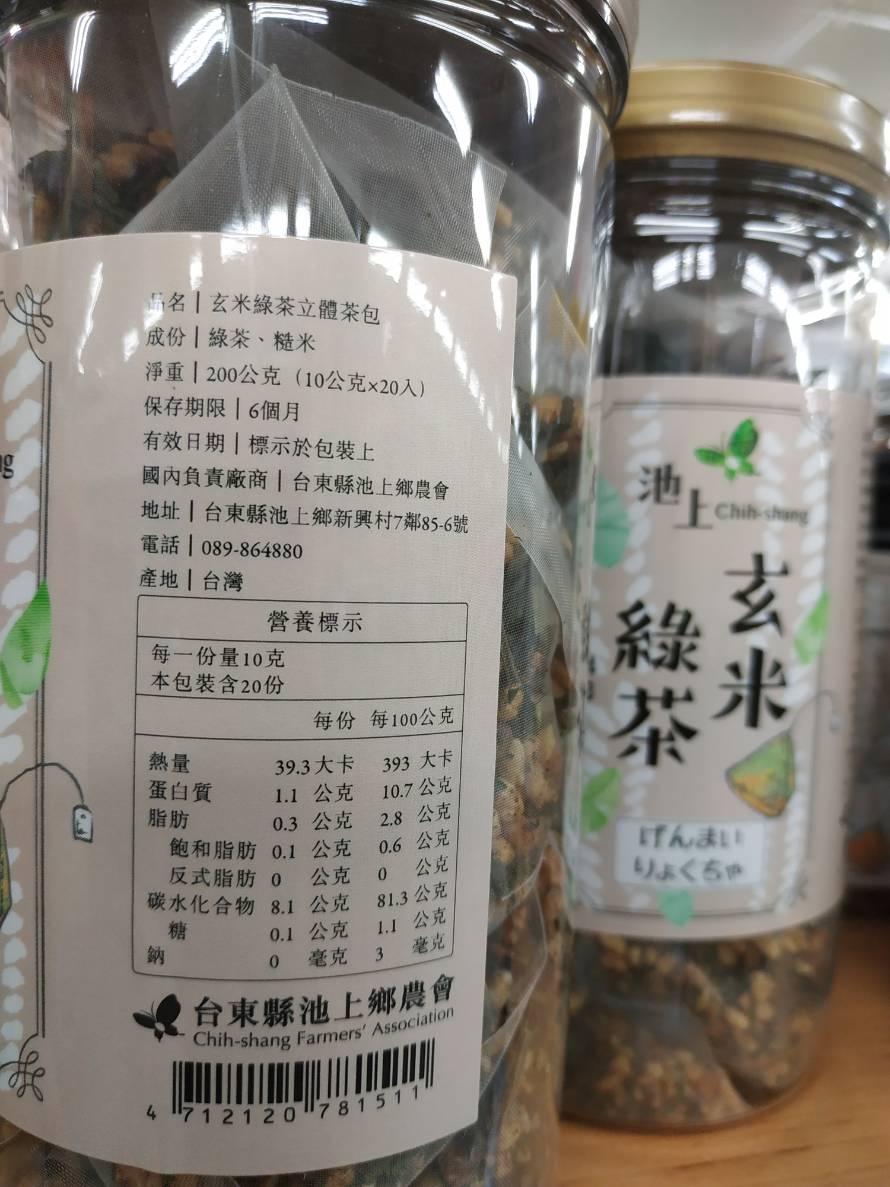 品名｜玄米綠茶立體茶包
成份｜綠茶、糙米
淨重｜200公克（10公克×20入）
保存期限｜6個月
有效日期｜標示於包裝上
國內負責廠商｜台東縣池上鄉農會
地址｜台東縣池上鄉新興村7鄰85-6號
電話｜089-864880
產地｜台灣
營養標示
每一份量10克
本包裝含20份
每份 每100公克
熱量 39.3大卡 393 大卡
蛋白質 1.1 公克 10.7 公克
脂肪 0.3 公克 2.8 公克
飽和脂肪 0.1 公克 0.6 公克
反式脂肪 0 公克 0 公克
碳水化合物 8.1 公克 81.3 公克
糖 0.1 公克 1.1 公克
鈉 0 毫克 3 毫克
台東縣池上鄉農會
Chih-shang Farmers' Association
4 712120 781511
池上 Chih-shang
玄米
綠茶
げんまい
りょくちゃ